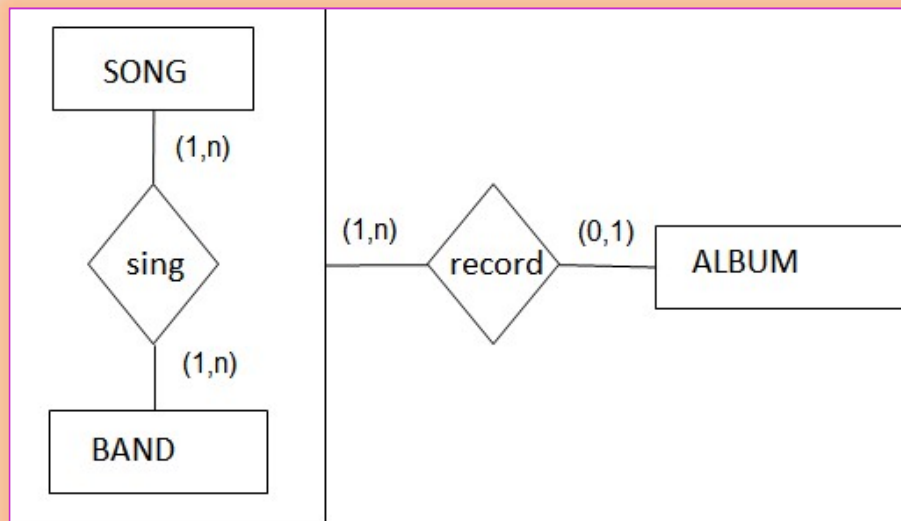 SONG
(1,n)
sing
(1,n)
BAND
(1,n)
record
(0,1)
ALBUM